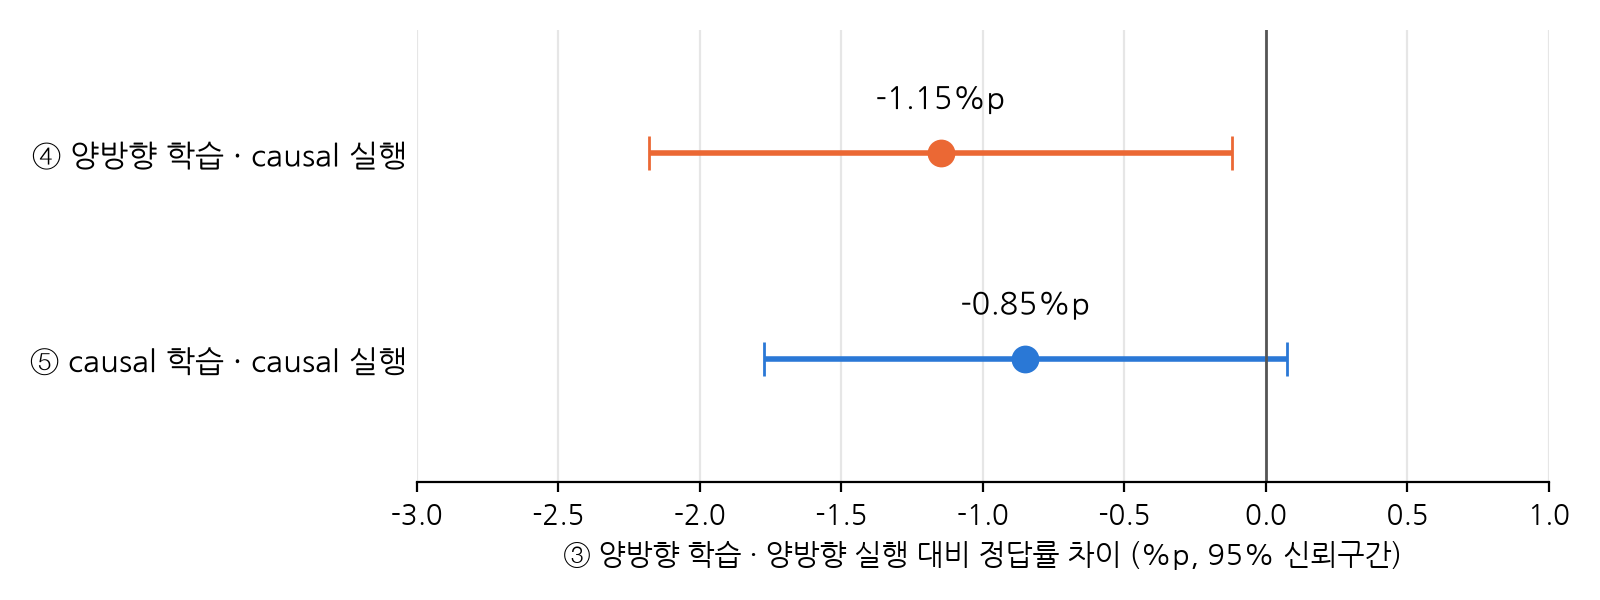 -1.15%p
④ 양방향 학습 · causal 실행
-0.85%p
⑤ causal 학습 · causal 실행
-3.0 -2.5 -2.0 -1.5 -1.0 -0.5 0.0 0.5 1.0
③ 양방향 학습 · 양방향 실행 대비 정답률 차이 (%p, 95% 신뢰구간)